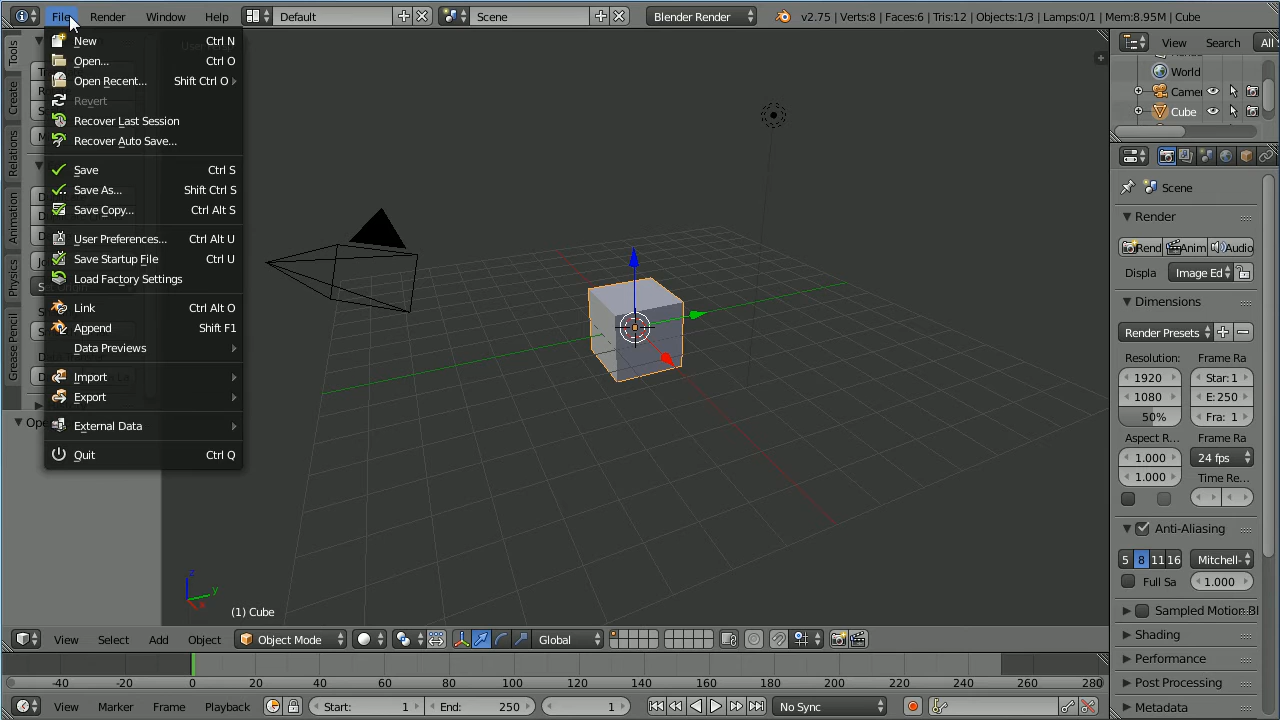 File Render Window Help Default Scene Blender Render v2.75 | Verts:8 | Faces:6 | Tris:12 | Objects:1/3 | Lamps:0/1 | Mem:8.95M | Cube
New Ctrl N
Open... Ctrl O
Open Recent... Shift Ctrl O
Revert
Recover Last Session
Recover Auto Save...
Save Ctrl S
Save As... Shift Ctrl S
Save Copy... Ctrl Alt S
User Preferences... Ctrl Alt U
Save Startup File Ctrl U
Load Factory Settings
Link Ctrl Alt O
Append Shift F1
Data Previews
Import
Export
External Data
Quit Ctrl Q
Tools
Create
Relations
Animation
Physics
Grease Pencil
z
y
x
(1) Cube
View Select Add Object Object Mode Global
-40 -20 0 20 40 60 80 100 120 140 160 180 200 220 240 260 280
View Marker Frame Playback Start: 1 End: 250 1 No Sync
View Search All
World
Camer
Cube
Scene
Render
Rend Anim Audio
Displa Image Ed
Dimensions
Render Presets
Resolution: Frame Ra
1920 Star: 1
1080 E: 250
50% Fra: 1
Aspect R... Frame Ra
1.000 24 fps
1.000 Time Re...
Anti-Aliasing
5 8 11 16 Mitchell-
Full Sa 1.000
Sampled Motion Bl
Shading
Performance
Post Processing
Metadata